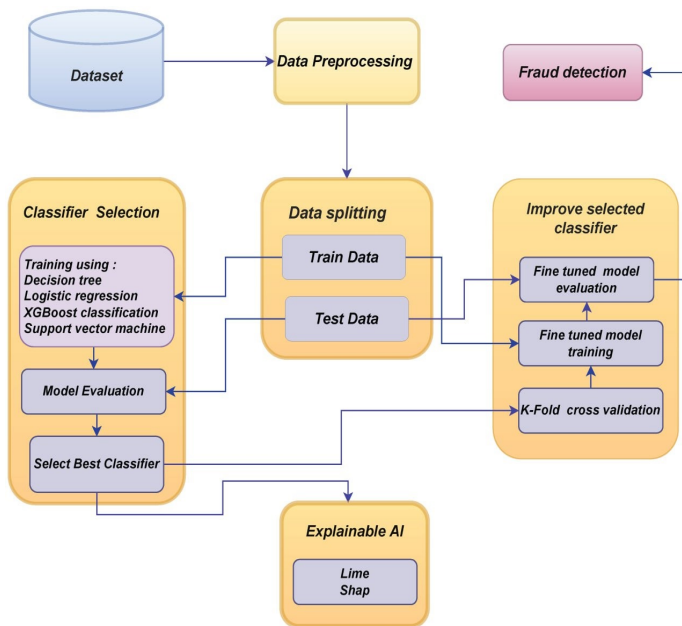 Dataset
Data Preprocessing
Fraud detection
Classifier Selection
Training using :
Decision tree
Logistic regression
XGBoost classification
Support vector machine
Model Evaluation
Select Best Classifier
Data splitting
Train Data
Test Data
Improve selected
classifier
Fine tuned model
evaluation
Fine tuned model
training
K-Fold cross validation
Explainable AI
Lime
Shap